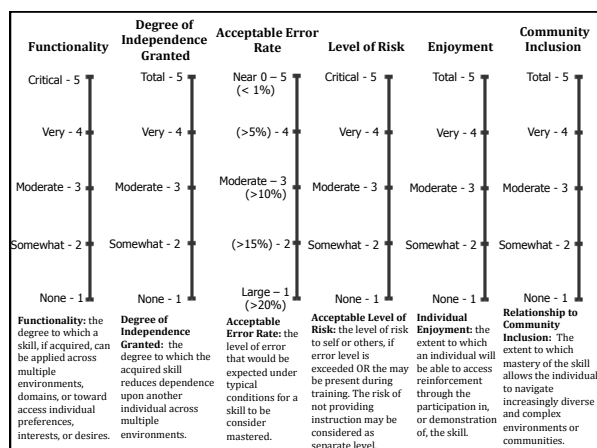 Functionality
Degree of
Independence
Granted
Acceptable Error
Rate
Level of Risk
Enjoyment
Community
Inclusion
Critical - 5
Very - 4
Moderate - 3
Somewhat - 2
None - 1
Total - 5
Very - 4
Moderate - 3
Somewhat - 2
None - 1
Near 0 – 5
(< 1%)
(>5%) - 4
Moderate – 3
(>10%)
(>15%) - 2
Large – 1
(>20%)
Critical - 5
Very - 4
Moderate - 3
Somewhat - 2
None - 1
Total - 5
Very - 4
Moderate - 3
Somewhat - 2
None - 1
Total - 5
Very - 4
Moderate - 3
Somewhat - 2
None - 1
Functionality: the
degree to which a
skill, if acquired, can
be applied across
multiple
environments,
domains, or toward
access individual
preferences,
interests, or desires.
Degree of
Independence
Granted: the
degree to which the
acquired skill
reduces dependence
upon another
individual across
multiple
environments.
Acceptable
Error Rate: the
level of error
that would be
expected under
typical
conditions for a
skill to be
consider
mastered.
Acceptable Level of
Risk: the level of risk
to self or others, if
error level is
exceeded OR the may
be present during
training. The risk of
not providing
instruction may be
considered as
separate level.
Individual
Enjoyment: the
extent to which
an individual will
be able to access
reinforcement
through the
participation in,
or demonstration
of, the skill.
Relationship to
Community
Inclusion: The
extent to which
mastery of the skill
allows the individual
to navigate
increasingly diverse
and complex
environments or
communities.